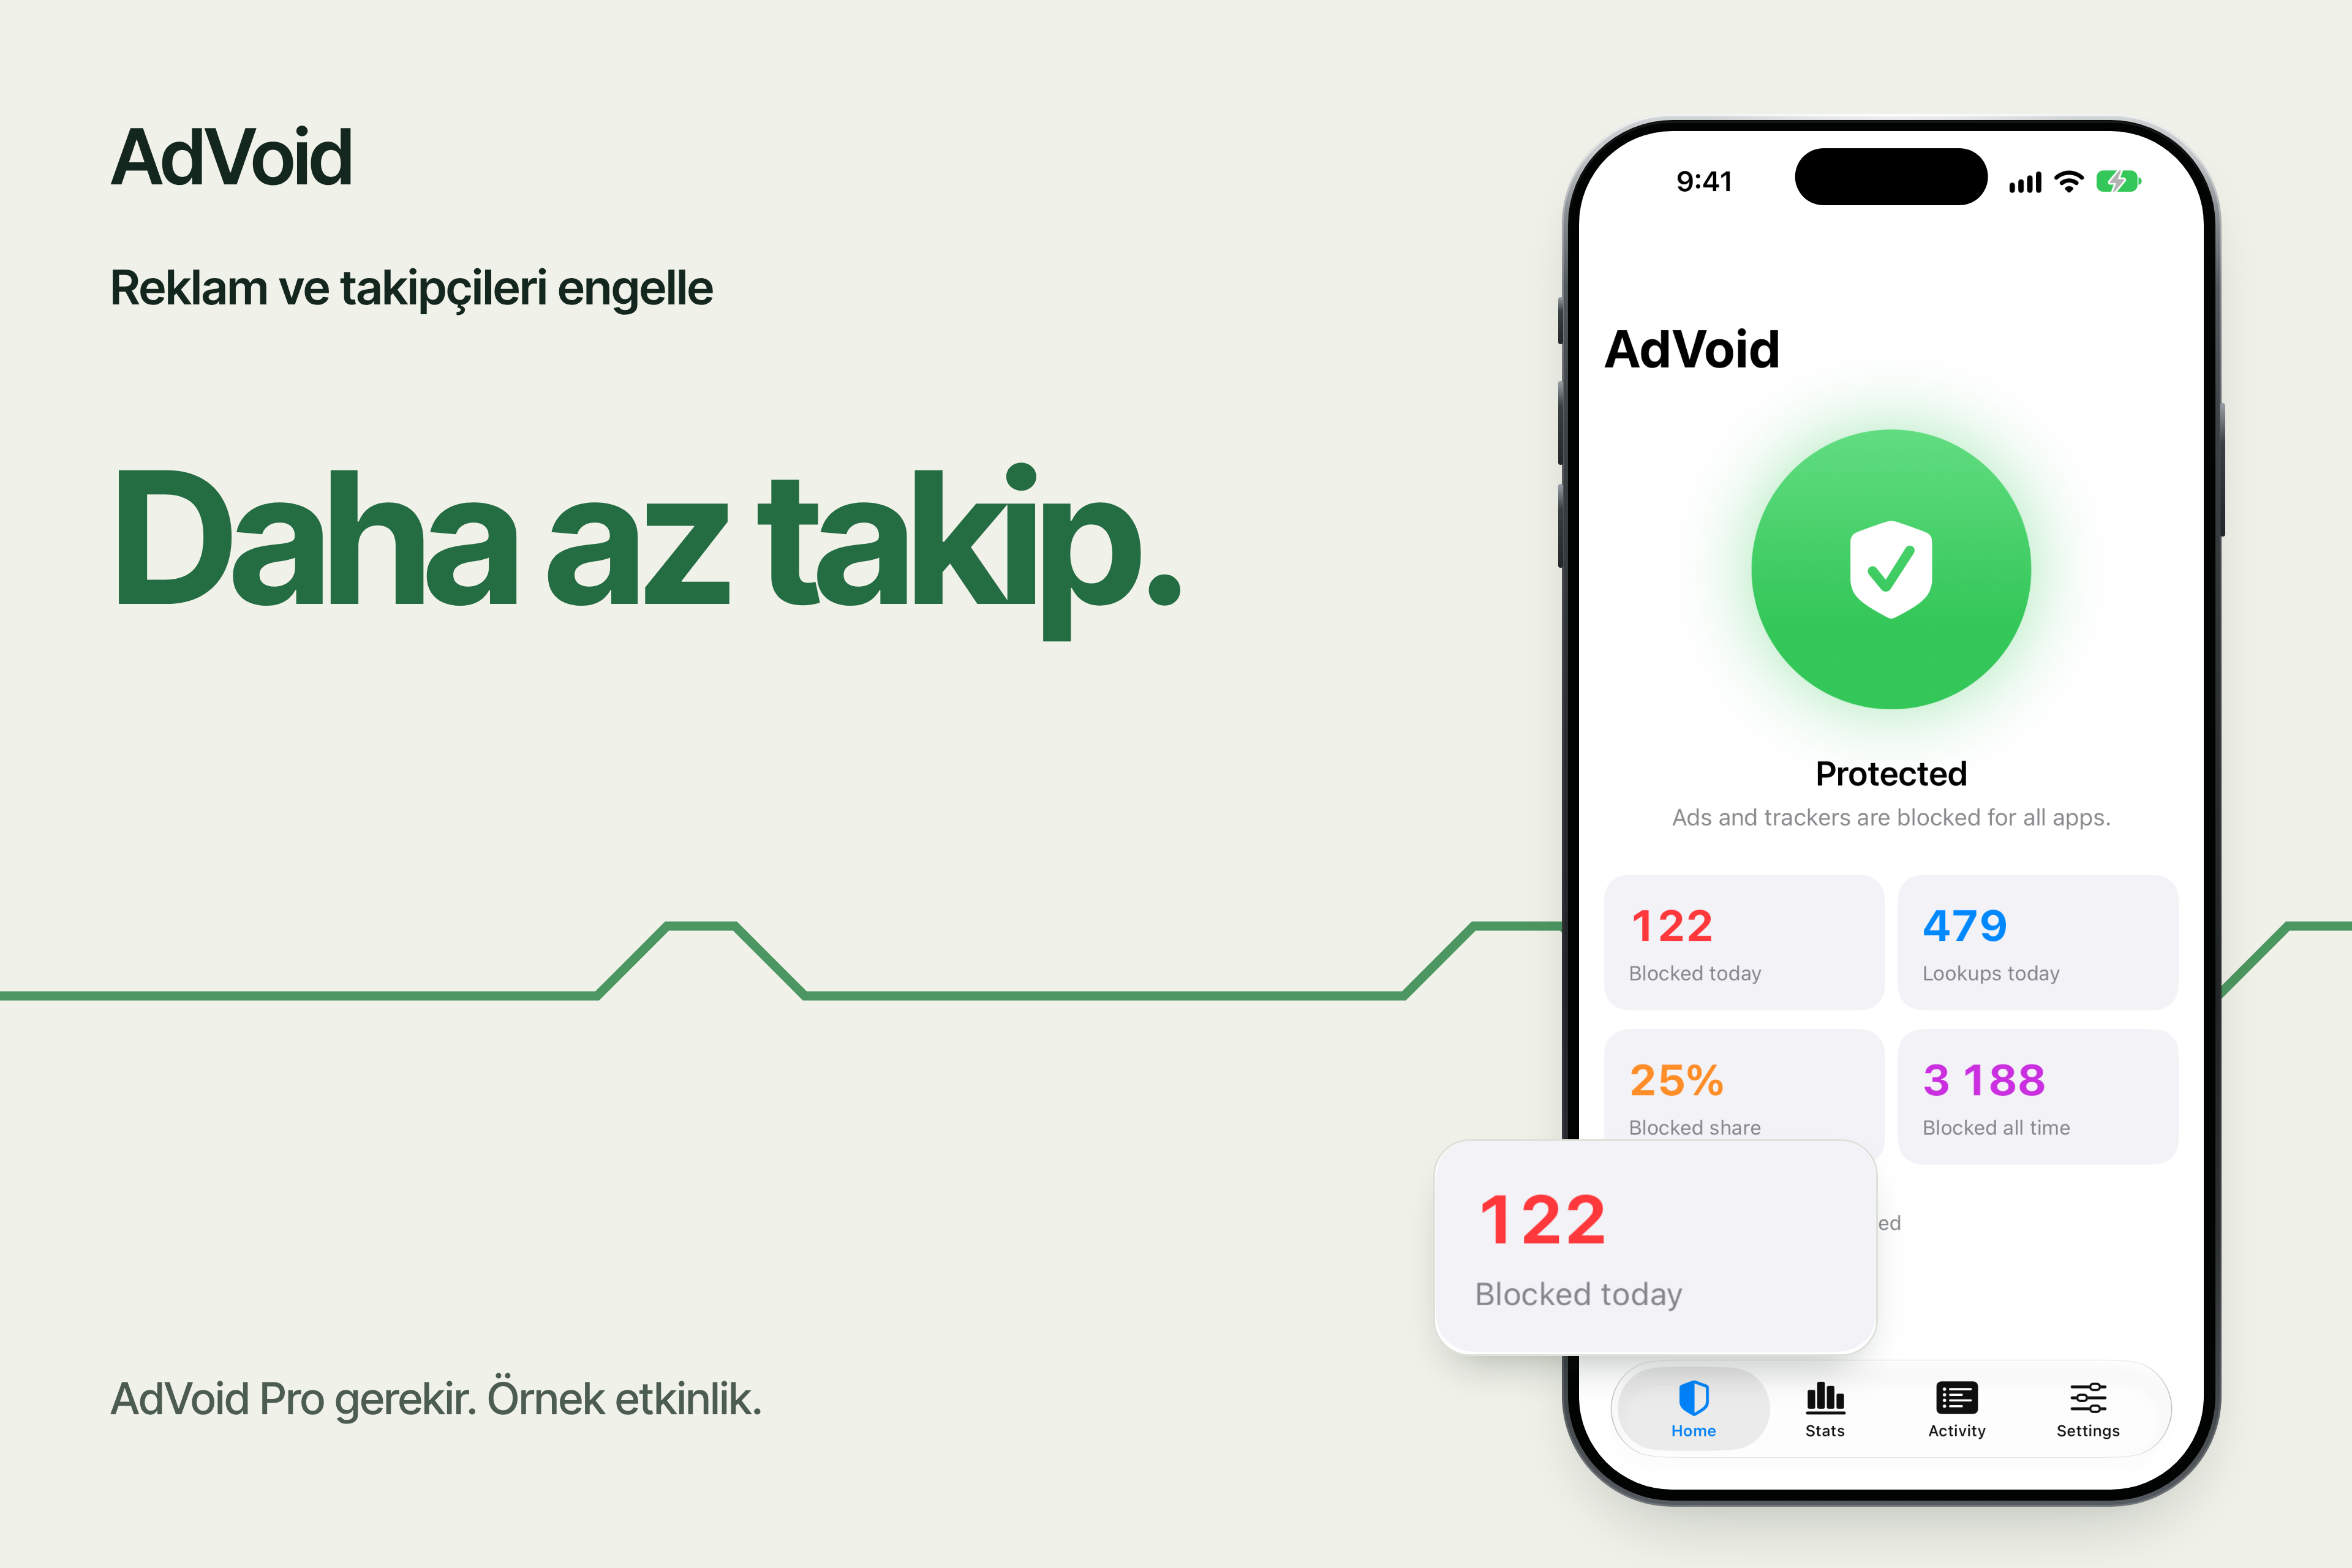 AdVoid
Reklam ve takipçileri engelle
Daha az takip.
AdVoid Pro gerekir. Örnek etkinlik.
9:41
AdVoid
Protected
Ads and trackers are blocked for all apps.
122
Blocked today
479
Lookups today
25%
Blocked share
3 188
Blocked all time
122
Blocked today
Home
Stats
Activity
Settings